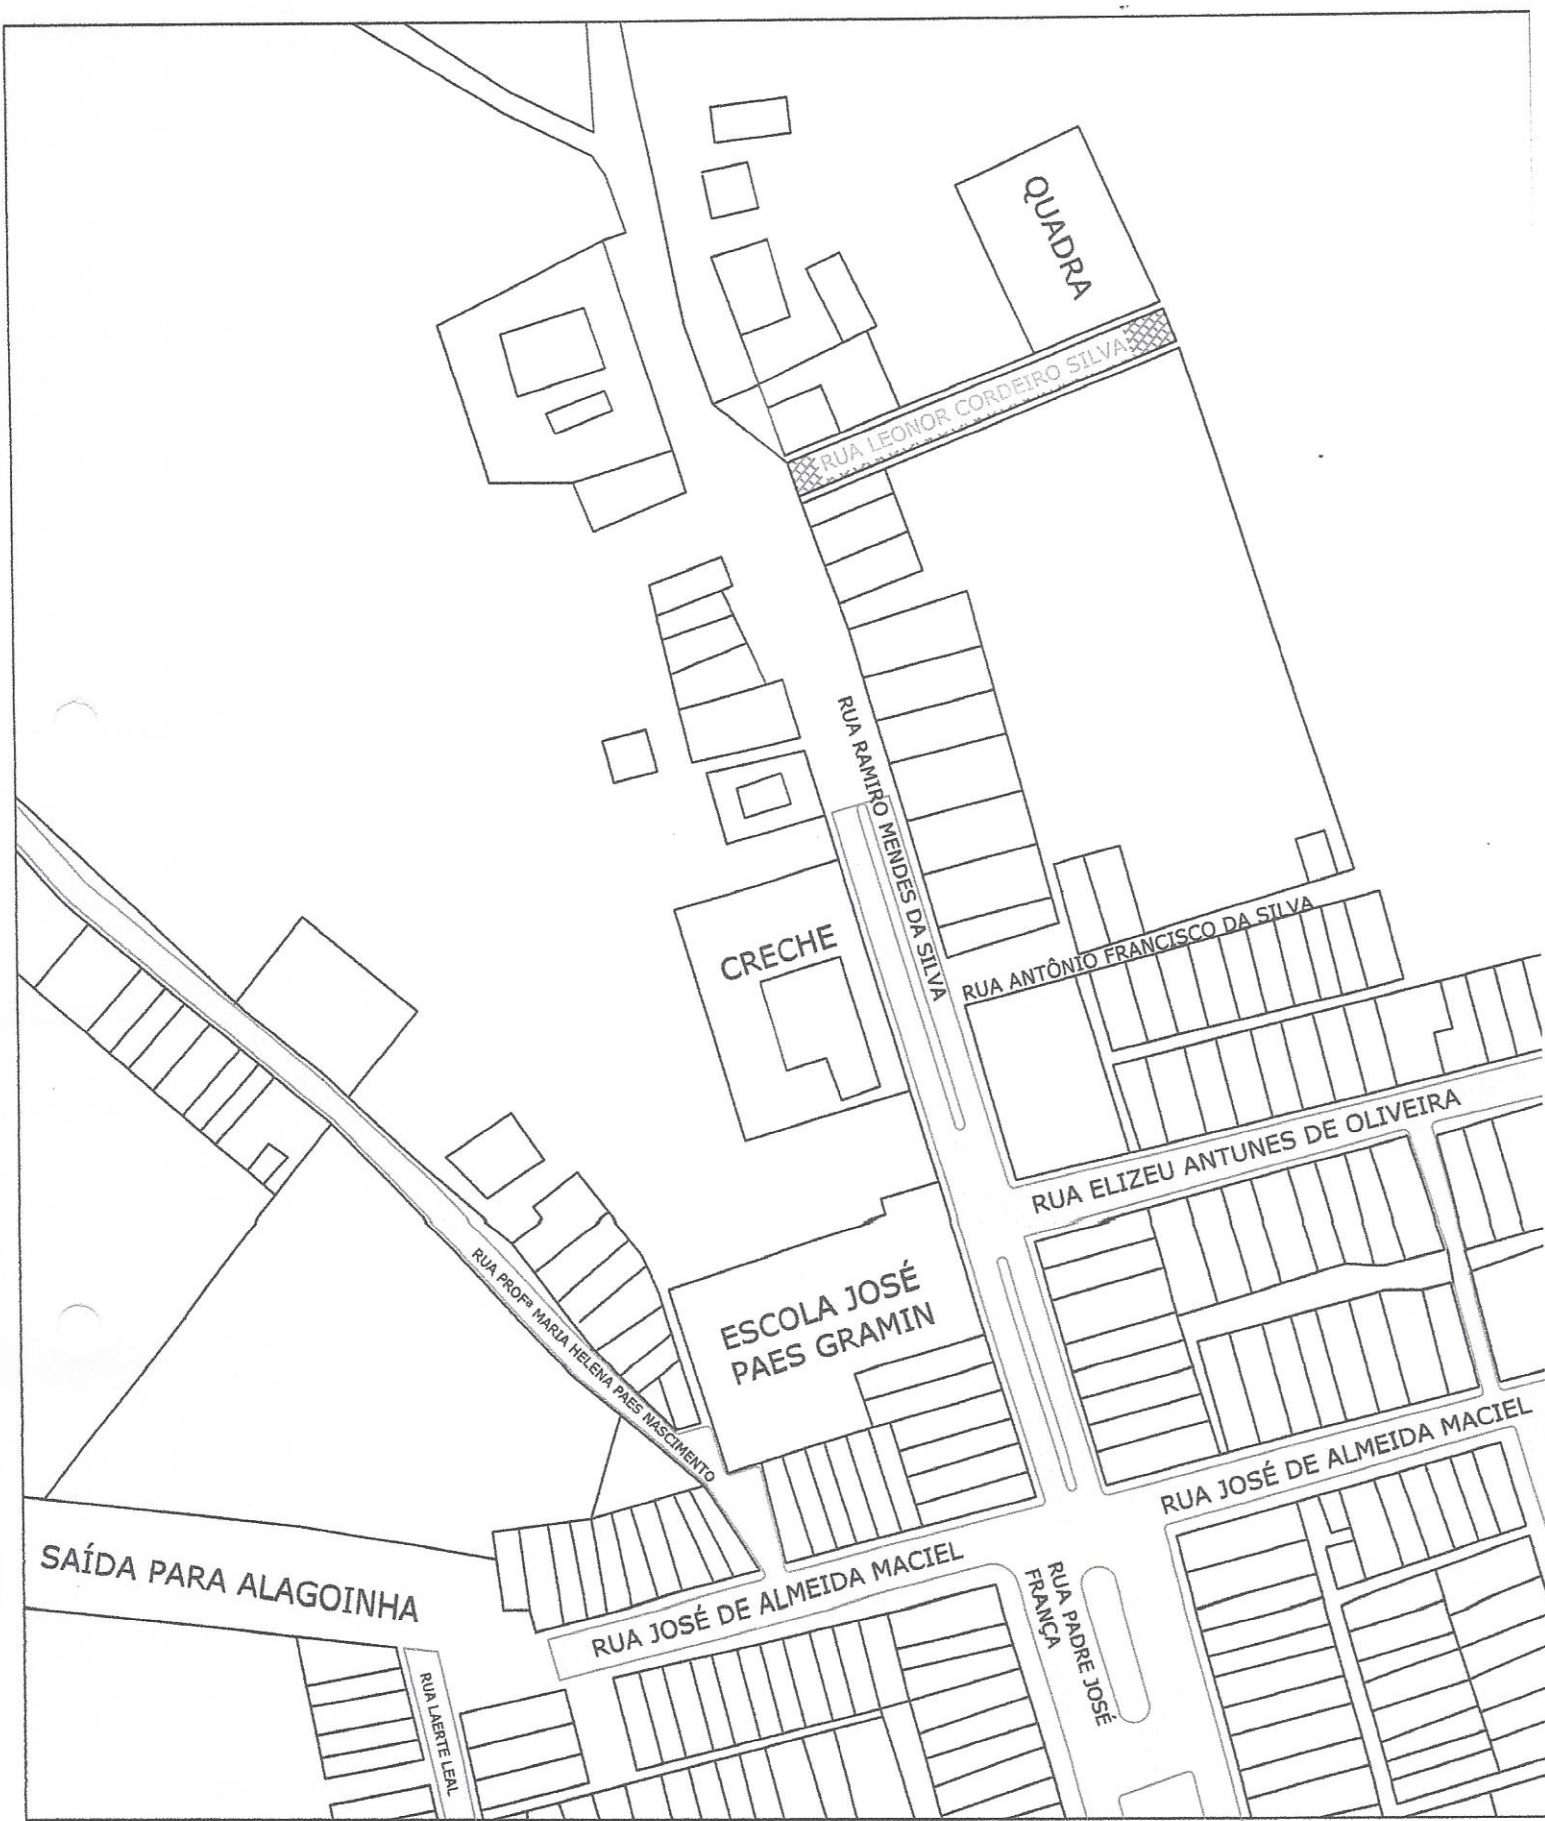 QUADRA
RUA LEONOR CORDEIRO SILVA
RUA RAMIRO MENDES DA SILVA
CRECHE
RUA ANTÔNIO FRANCISCO DA SILVA
RUA ELIZEU ANTUNES DE OLIVEIRA
RUA PROFª MARIA HELENA PAES NASCIMENTO
ESCOLA JOSÉ
PAES GRAMIN
RUA JOSÉ DE ALMEIDA MACIEL
SAÍDA PARA ALAGOINHA
RUA JOSÉ DE ALMEIDA MACIEL
RUA PADRE JOSÉ
FRANÇA
RUA LAERTE LEAL